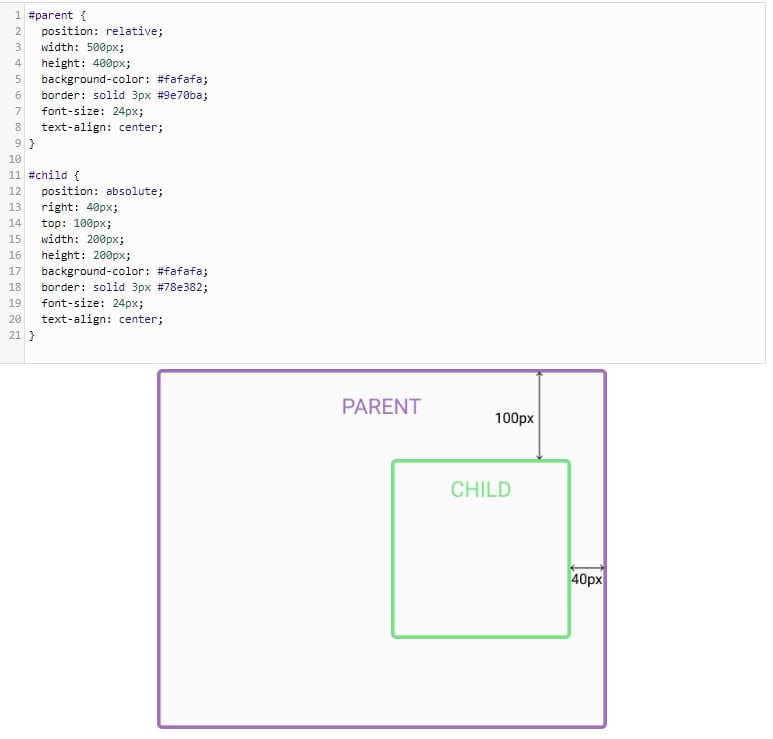 1 #parent {
2   position: relative;
3   width: 500px;
4   height: 400px;
5   background-color: #fafafa;
6   border: solid 3px #9e70ba;
7   font-size: 24px;
8   text-align: center;
9 }
10
11 #child {
12   position: absolute;
13   right: 40px;
14   top: 100px;
15   width: 200px;
16   height: 200px;
17   background-color: #fafafa;
18   border: solid 3px #78e382;
19   font-size: 24px;
20   text-align: center;
21 }
PARENT
100px
CHILD
40px